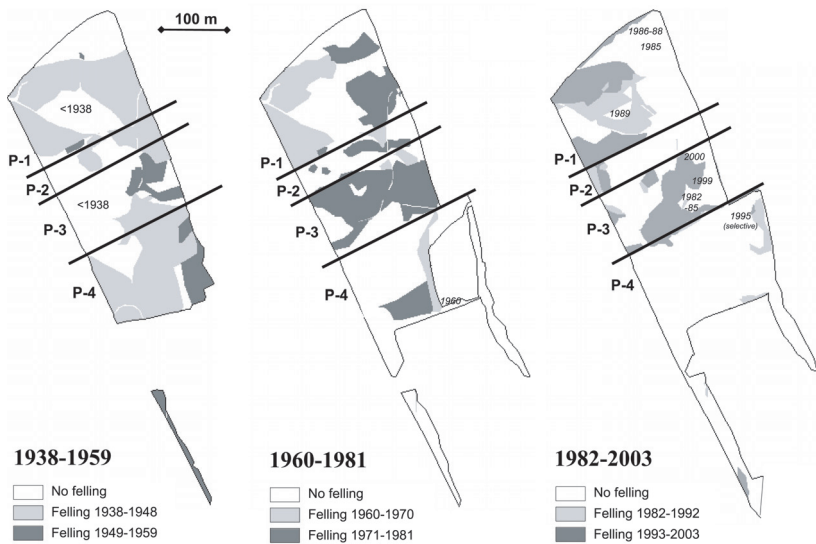 100 m
<1938
P-1
P-2
<1938
P-3
P-4
1938-1959
No felling
Felling 1938-1948
Felling 1949-1959
P-1
P-2
P-3
P-4
1960
1960-1981
No felling
Felling 1960-1970
Felling 1971-1981
1986-88
1985
1989
P-1
2000
P-2
1999
1982
-85
P-3
1995
(selective)
P-4
1982-2003
No felling
Felling 1982-1992
Felling 1993-2003